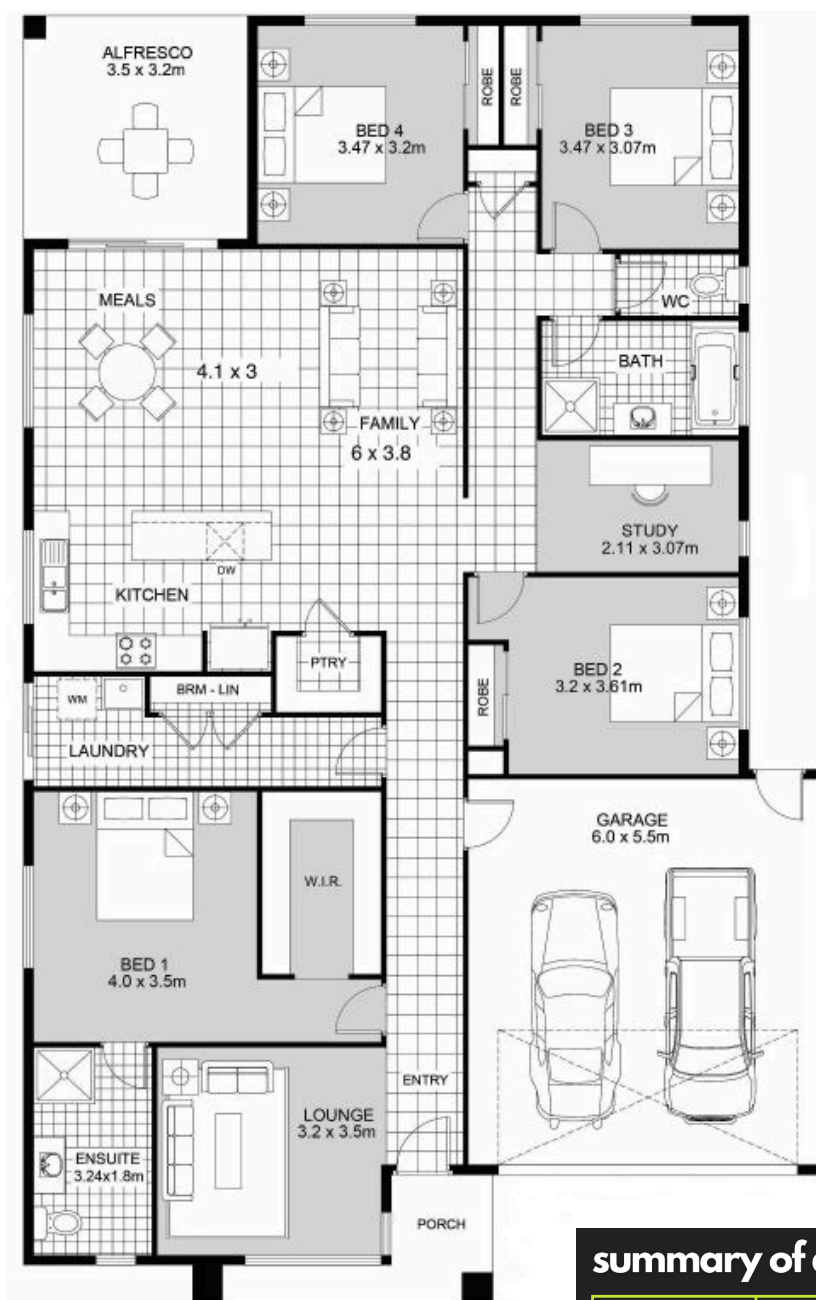 ALFRESCO
3.5 x 3.2m
BED 4
3.47 x 3.2m
ROBE
ROBE
BED 3
3.47 x 3.07m
MEALS
4.1 x 3
FAMILY
6 x 3.8
WC
BATH
STUDY
2.11 x 3.07m
DW
KITCHEN
PTRY
BED 2
3.2 x 3.61m
ROBE
WM
BRM - LIN
LAUNDRY
GARAGE
6.0 x 5.5m
W.I.R.
BED 1
4.0 x 3.5m
ENTRY
LOUNGE
3.2 x 3.5m
ENSUITE
3.24x1.8m
PORCH
summary of